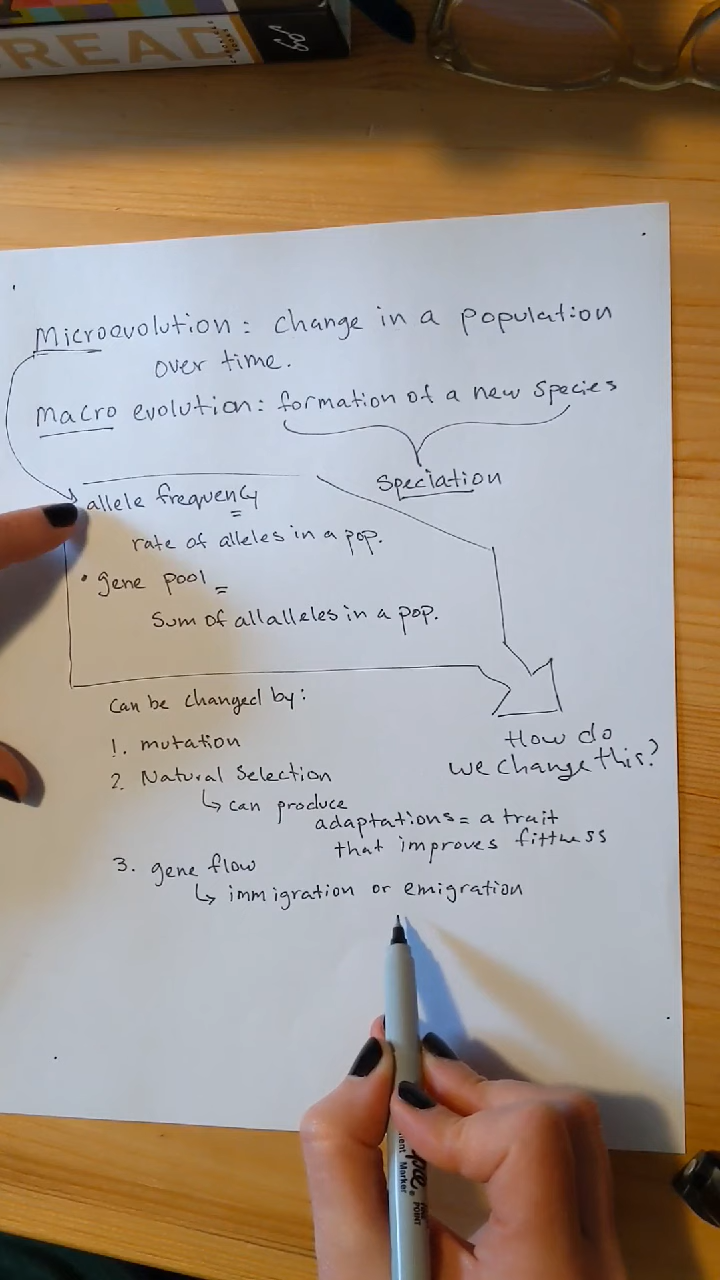 READ
Microevolution: change in a population
over time.
Macro evolution: formation of a new species
Speciation
allele frequency =
rate of alleles in a pop.
• gene pool =
Sum of all alleles in a pop.
Can be changed by:
How do
we change this?
1. mutation
2. Natural Selection
↳ can produce
adaptations = a trait
that improves fittness
3. gene flow
↳ immigration or emigration